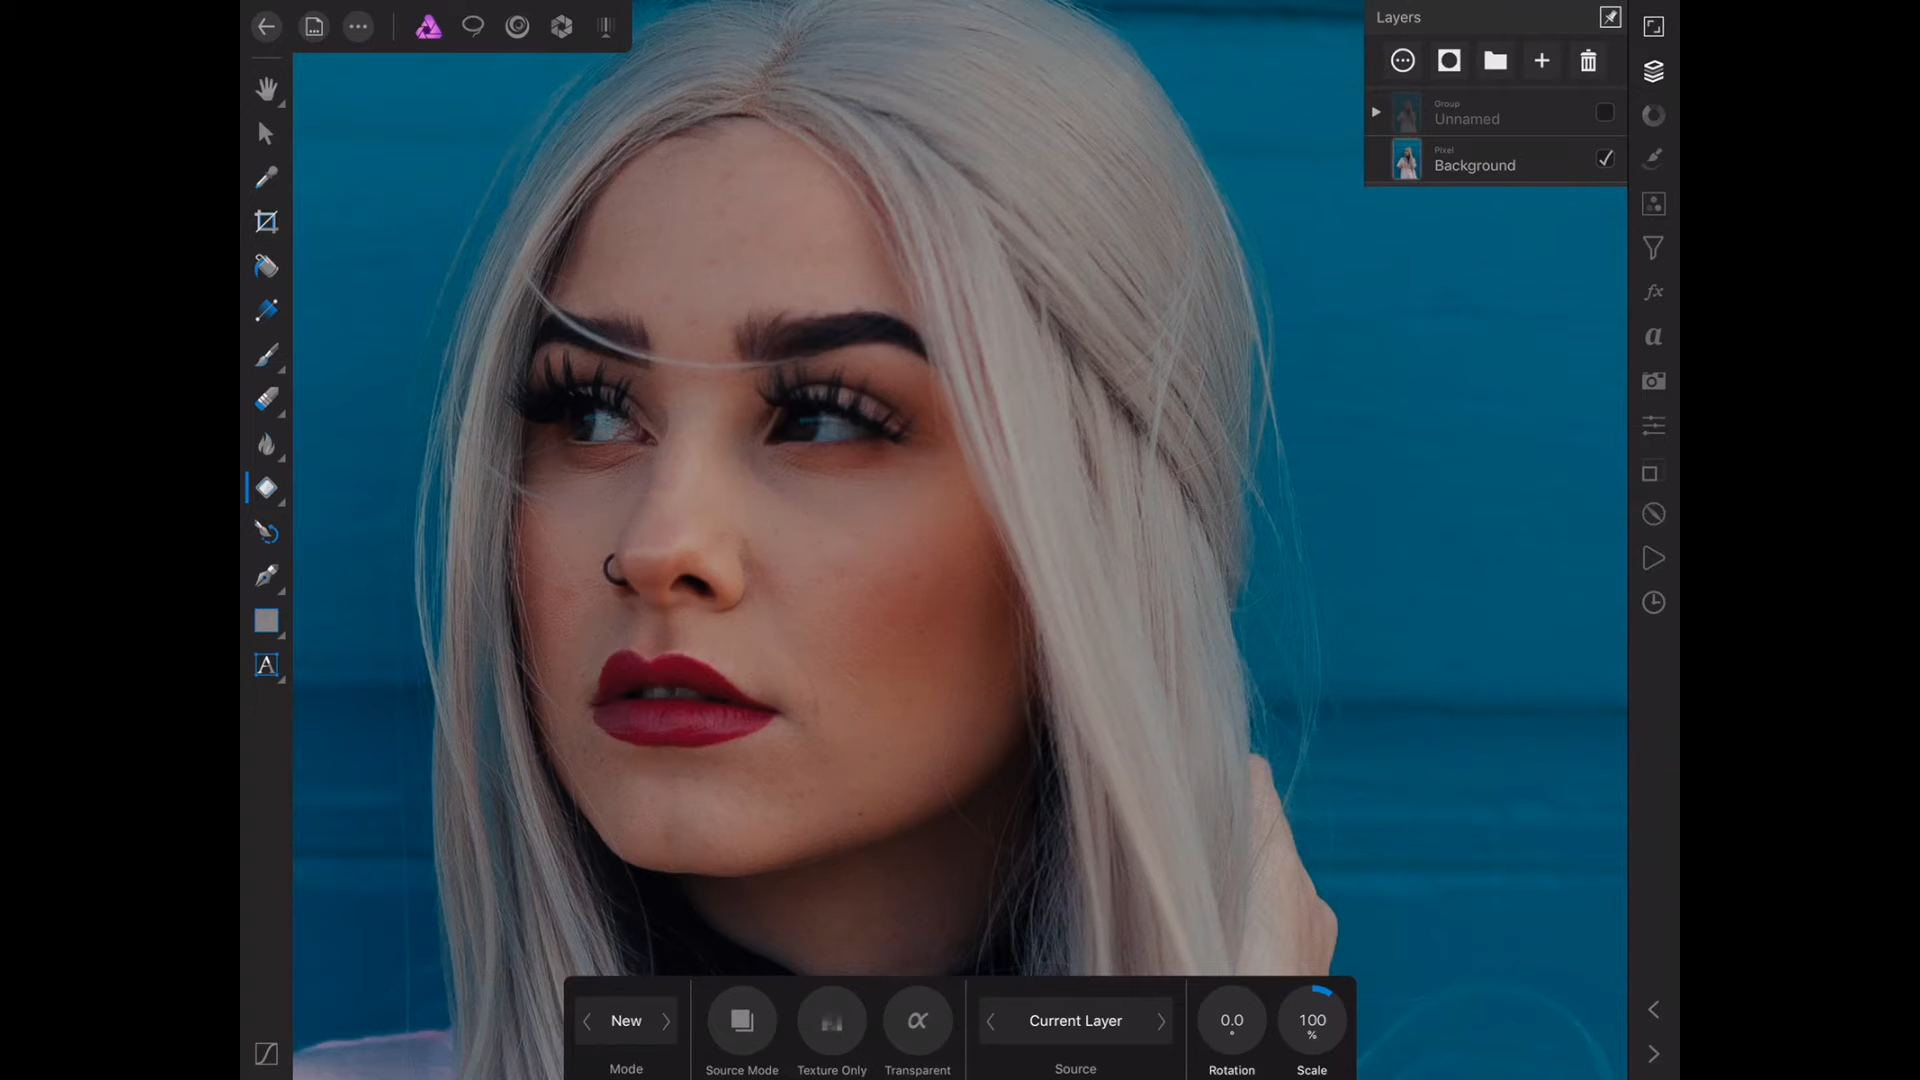 Layers
Group
Unnamed
Pixel
Background
fx
a
A
New
Mode
Source Mode
Texture Only
α
Transparent
Current Layer
Source
0.0
°
Rotation
100
%
Scale